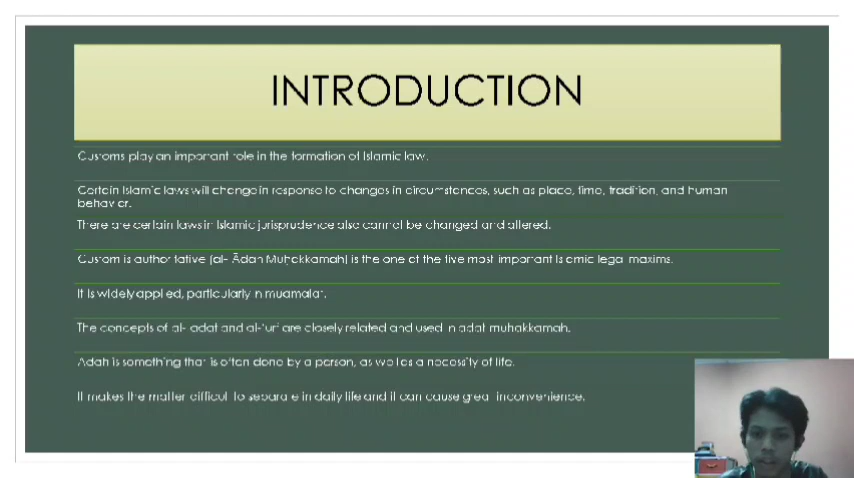 INTRODUCTION
Customs play an important role in the formation of Islamic law.
Certain Islamic laws will change in response to changes in circumstances, such as place, time, tradition, and human
behavior.
There are certain laws in Islamic jurisprudence also cannot be changed and altered.
Custom is authoritative (al- Ādah Muḥakkamah) is the one of the five most important Islamic legal maxims.
It is widely applied, particularly in muamalat.
The concepts of al-'adat and al-'urf are closely related and used in adat muhakkamah.
Adah is something that is often done by a person, as well as a necessity of life.
It makes the matter difficult to separate in daily life and it can cause great inconvenience.